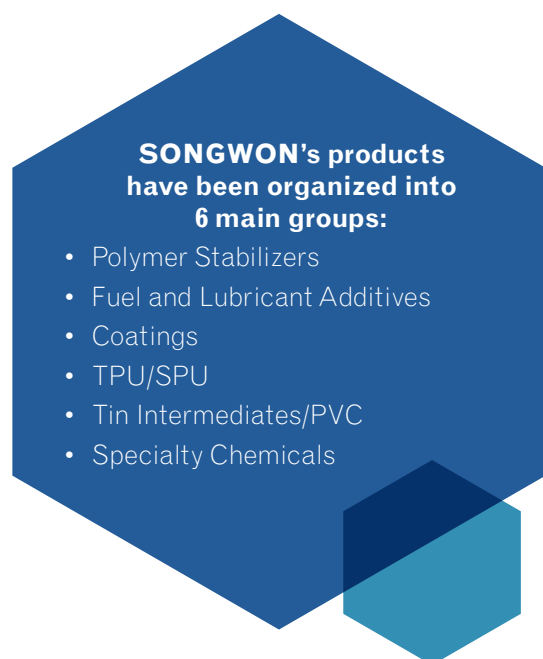 SONGWON's products
have been organized into
6 main groups:
• Polymer Stabilizers
• Fuel and Lubricant Additives
• Coatings
• TPU/SPU
• Tin Intermediates/PVC
• Specialty Chemicals